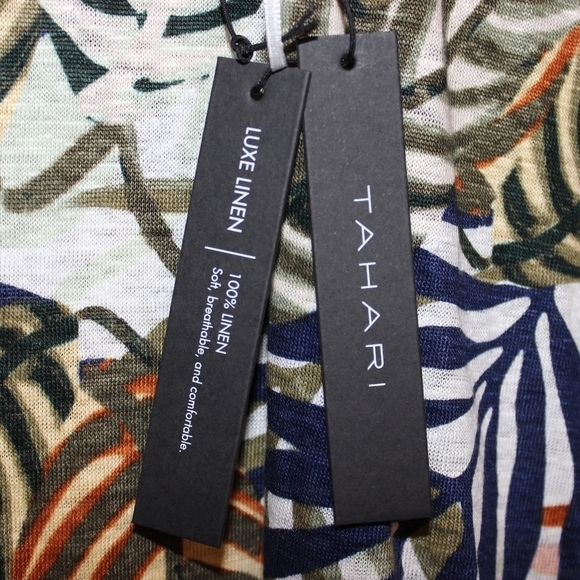 LUXE LINEN | 100% LINEN
Soft, breathable, and comfortable.
TAHARI